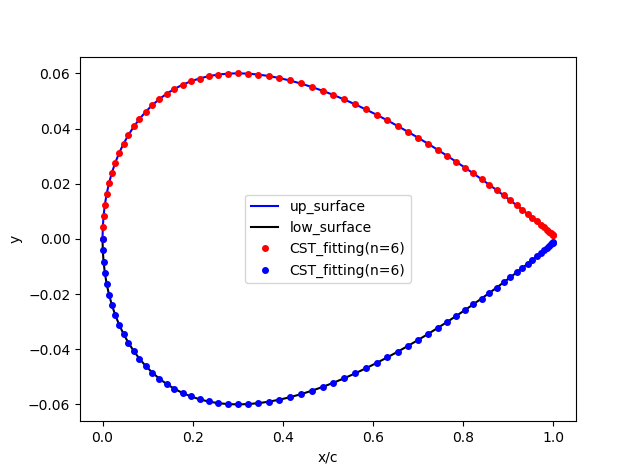 0.06
0.04
0.02
0.00
−0.02
−0.04
−0.06
y
up_surface
low_surface
CST_fitting(n=6)
CST_fitting(n=6)
0.0 0.2 0.4 0.6 0.8 1.0
x/c